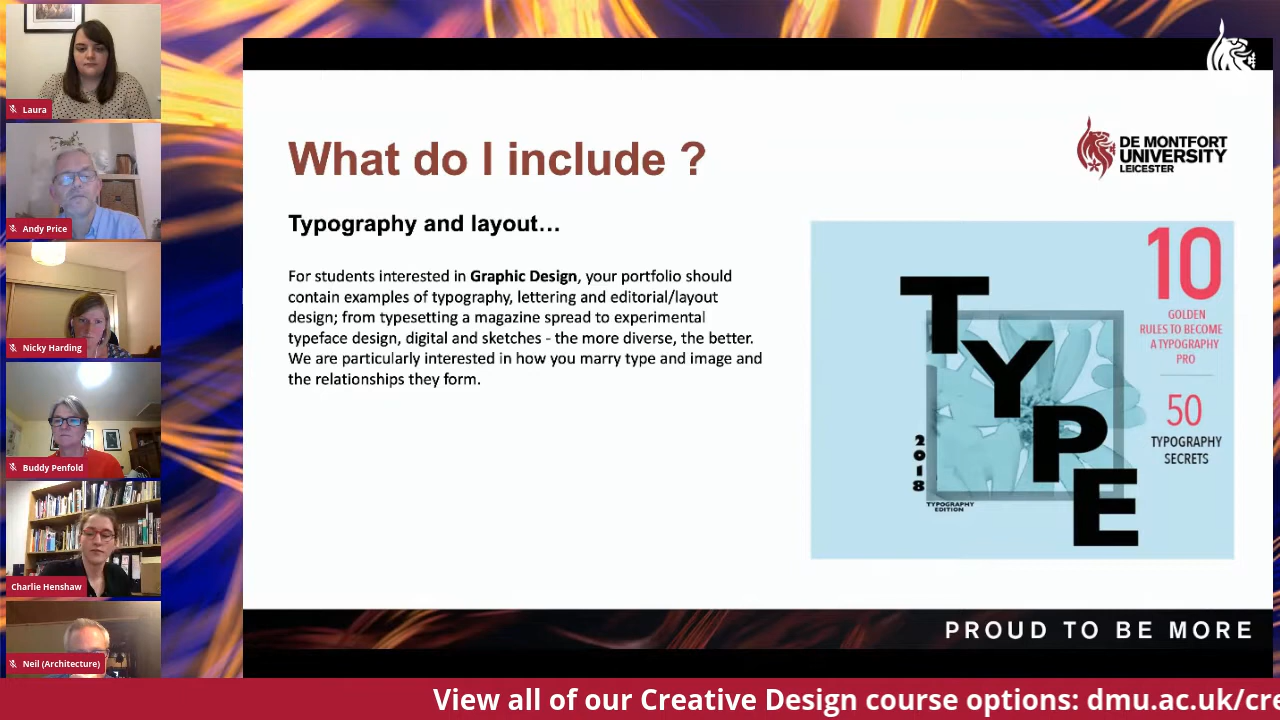 Laura
Andy Price
Nicky Harding
Buddy Penfold
Charlie Henshaw
Neil (Architecture)
What do I include ?
DE MONTFORT
UNIVERSITY
LEICESTER
Typography and layout…
For students interested in Graphic Design, your portfolio should
contain examples of typography, lettering and editorial/layout
design; from typesetting a magazine spread to experimental
typeface design, digital and sketches - the more diverse, the better.
We are particularly interested in how you marry type and image and
the relationships they form.
TYPE
2018
TYPOGRAPHY
EDITION
10
GOLDEN
RULES TO BECOME
A TYPOGRAPHY
PRO
50
TYPOGRAPHY
SECRETS
PROUD TO BE MORE
View all of our Creative Design course options: dmu.ac.uk/cre